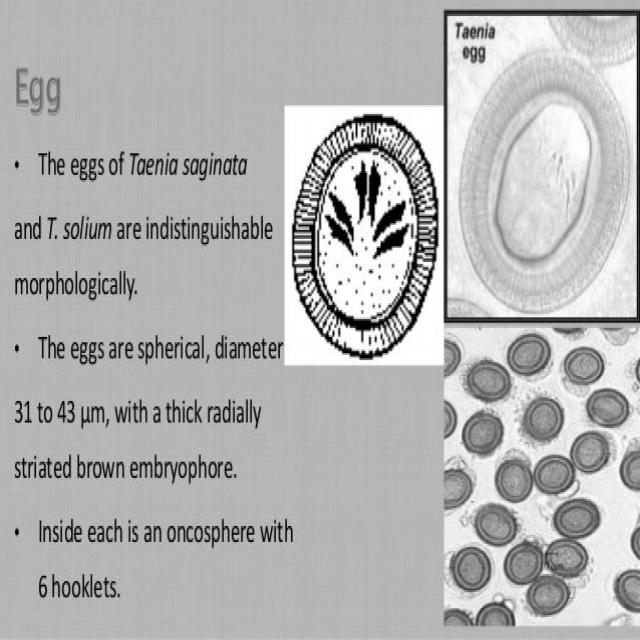 Taenia
egg
Egg
• The eggs of Taenia saginata
and T. solium are indistinguishable
morphologically.
• The eggs are spherical, diameter
31 to 43 µm, with a thick radially
striated brown embryophore.
• Inside each is an oncosphere with
6 hooklets.